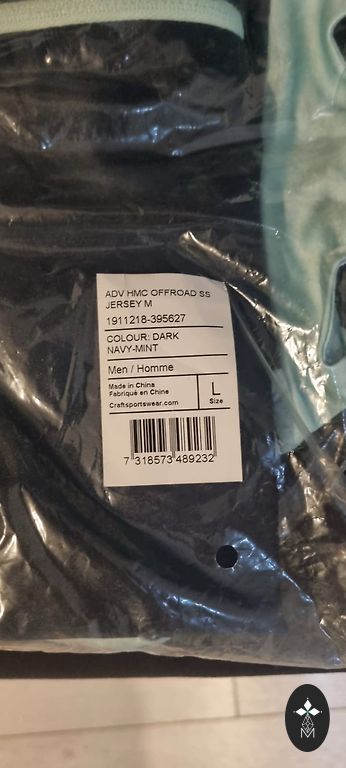 ADV HMC OFFROAD SS
JERSEY M
1911218-395627
COLOUR: DARK
NAVY-MINT
Men / Homme
Made in China
Fabriqué en Chine
Craftsportswear.com
L
Size
7 318573 489232
M